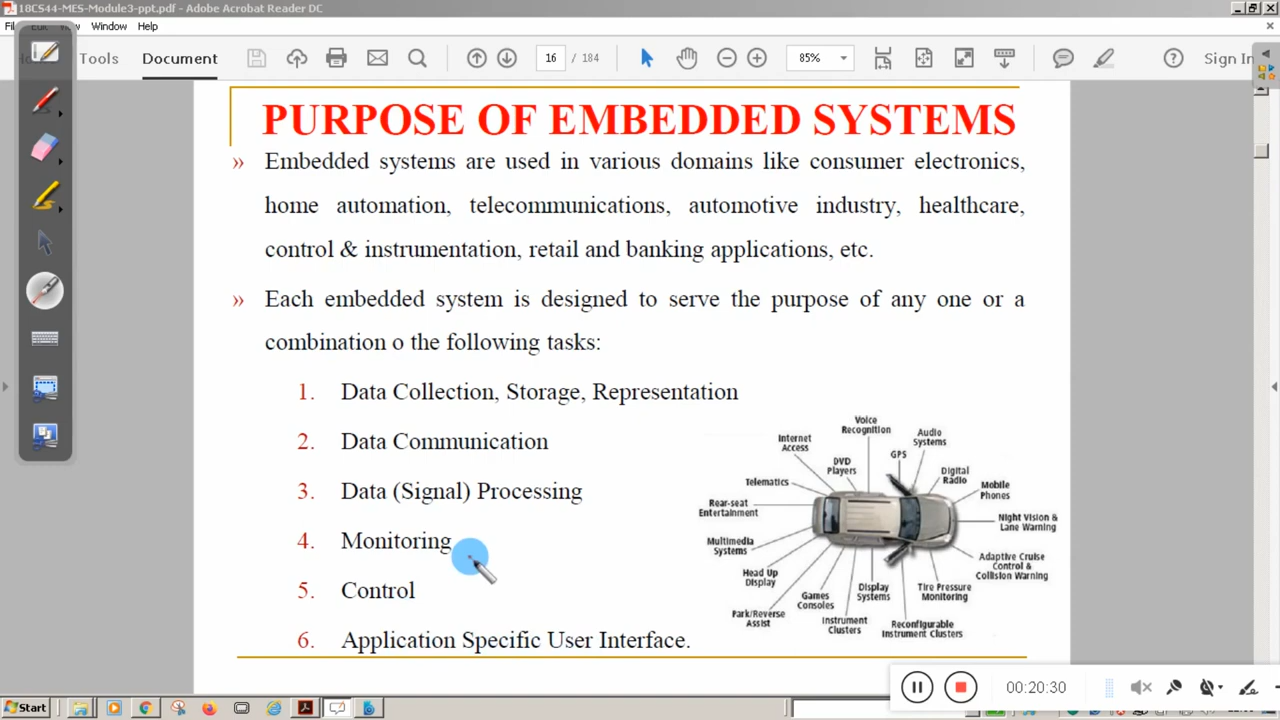 18CS44-MES-Module3-ppt.pdf - Adobe Acrobat Reader DC
Window Help
Tools Document 16 / 184 85% Sign In
PURPOSE OF EMBEDDED SYSTEMS
» Embedded systems are used in various domains like consumer electronics,
home automation, telecommunications, automotive industry, healthcare,
control & instrumentation, retail and banking applications, etc.
» Each embedded system is designed to serve the purpose of any one or a
combination o the following tasks:
1. Data Collection, Storage, Representation
2. Data Communication
3. Data (Signal) Processing
4. Monitoring
5. Control
6. Application Specific User Interface.
Voice
Recognition
Audio
Systems
Internet
Access
GPS
DVD
Players
Digital
Radio
Telematics
Mobile
Phones
Rear-seat
Entertainment
Night Vision &
Lane Warning
Multimedia
Systems
Adaptive Cruise
Control &
Collision Warning
Head Up
Display
Display
Systems
Tire Pressure
Monitoring
Games
Consoles
Park/Reverse
Assist
Instrument
Clusters
Reconfigurable
Instrument Clusters
00:20:30
Start